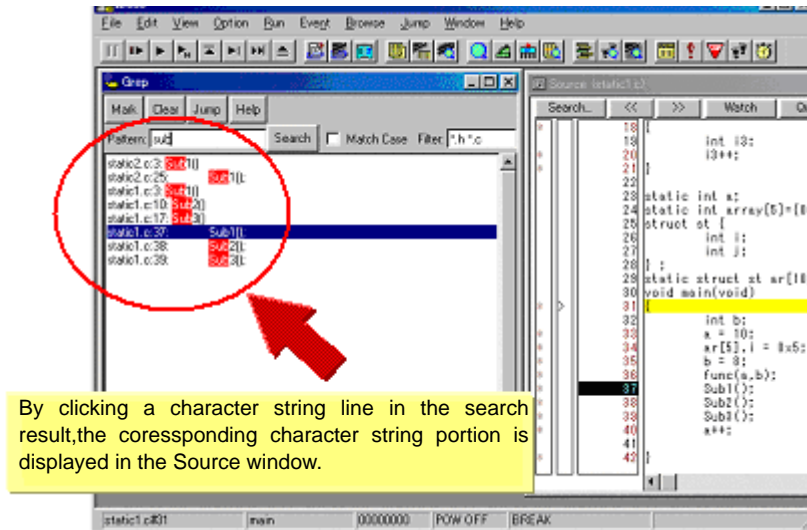 File Edit View Option Run Event Browse Jump Window Help
Grep
Mark Clear Jump Help
Pattern: sub Search Match Case Filter: *.h *.c
static2.c:3: Sub1()
static2.c:25: Sub1();
static1.c:3: Sub1()
static1.c:10: Sub2()
static1.c:17: Sub3()
static1.c:37: Sub1();
static1.c:38: Sub2();
static1.c:39: Sub3();
By clicking a character string line in the search
result,the coressponding character string portion is
displayed in the Source window.
Source (static1.c)
Search... << >> Watch
18 {
19 int i3;
20 i3++;
21 }
22
23 static int a;
24 static int array[5]={
25 struct st {
26 int i;
27 int j;
28 } ;
29 static struct st ar[10
30 void main(void)
31 {
32 int b;
33 a = 10;
34 ar[5].i = 0x5;
35 b = 8;
36 func(a,b);
37 Sub1();
38 Sub2();
39 Sub3();
40 a++;
41
42 }
static1.c#31 main 00000000 POW OFF BREAK